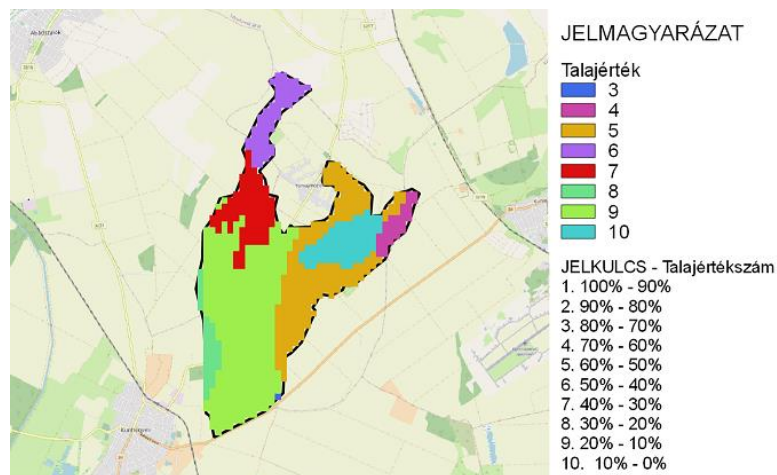 JELMAGYARÁZAT
Talajérték
3
4
5
6
7
8
9
10
JELKULCS - Talajértékszám
1. 100% - 90%
2. 90% - 80%
3. 80% - 70%
4. 70% - 60%
5. 60% - 50%
6. 50% - 40%
7. 40% - 30%
8. 30% - 20%
9. 20% - 10%
10. 10% - 0%